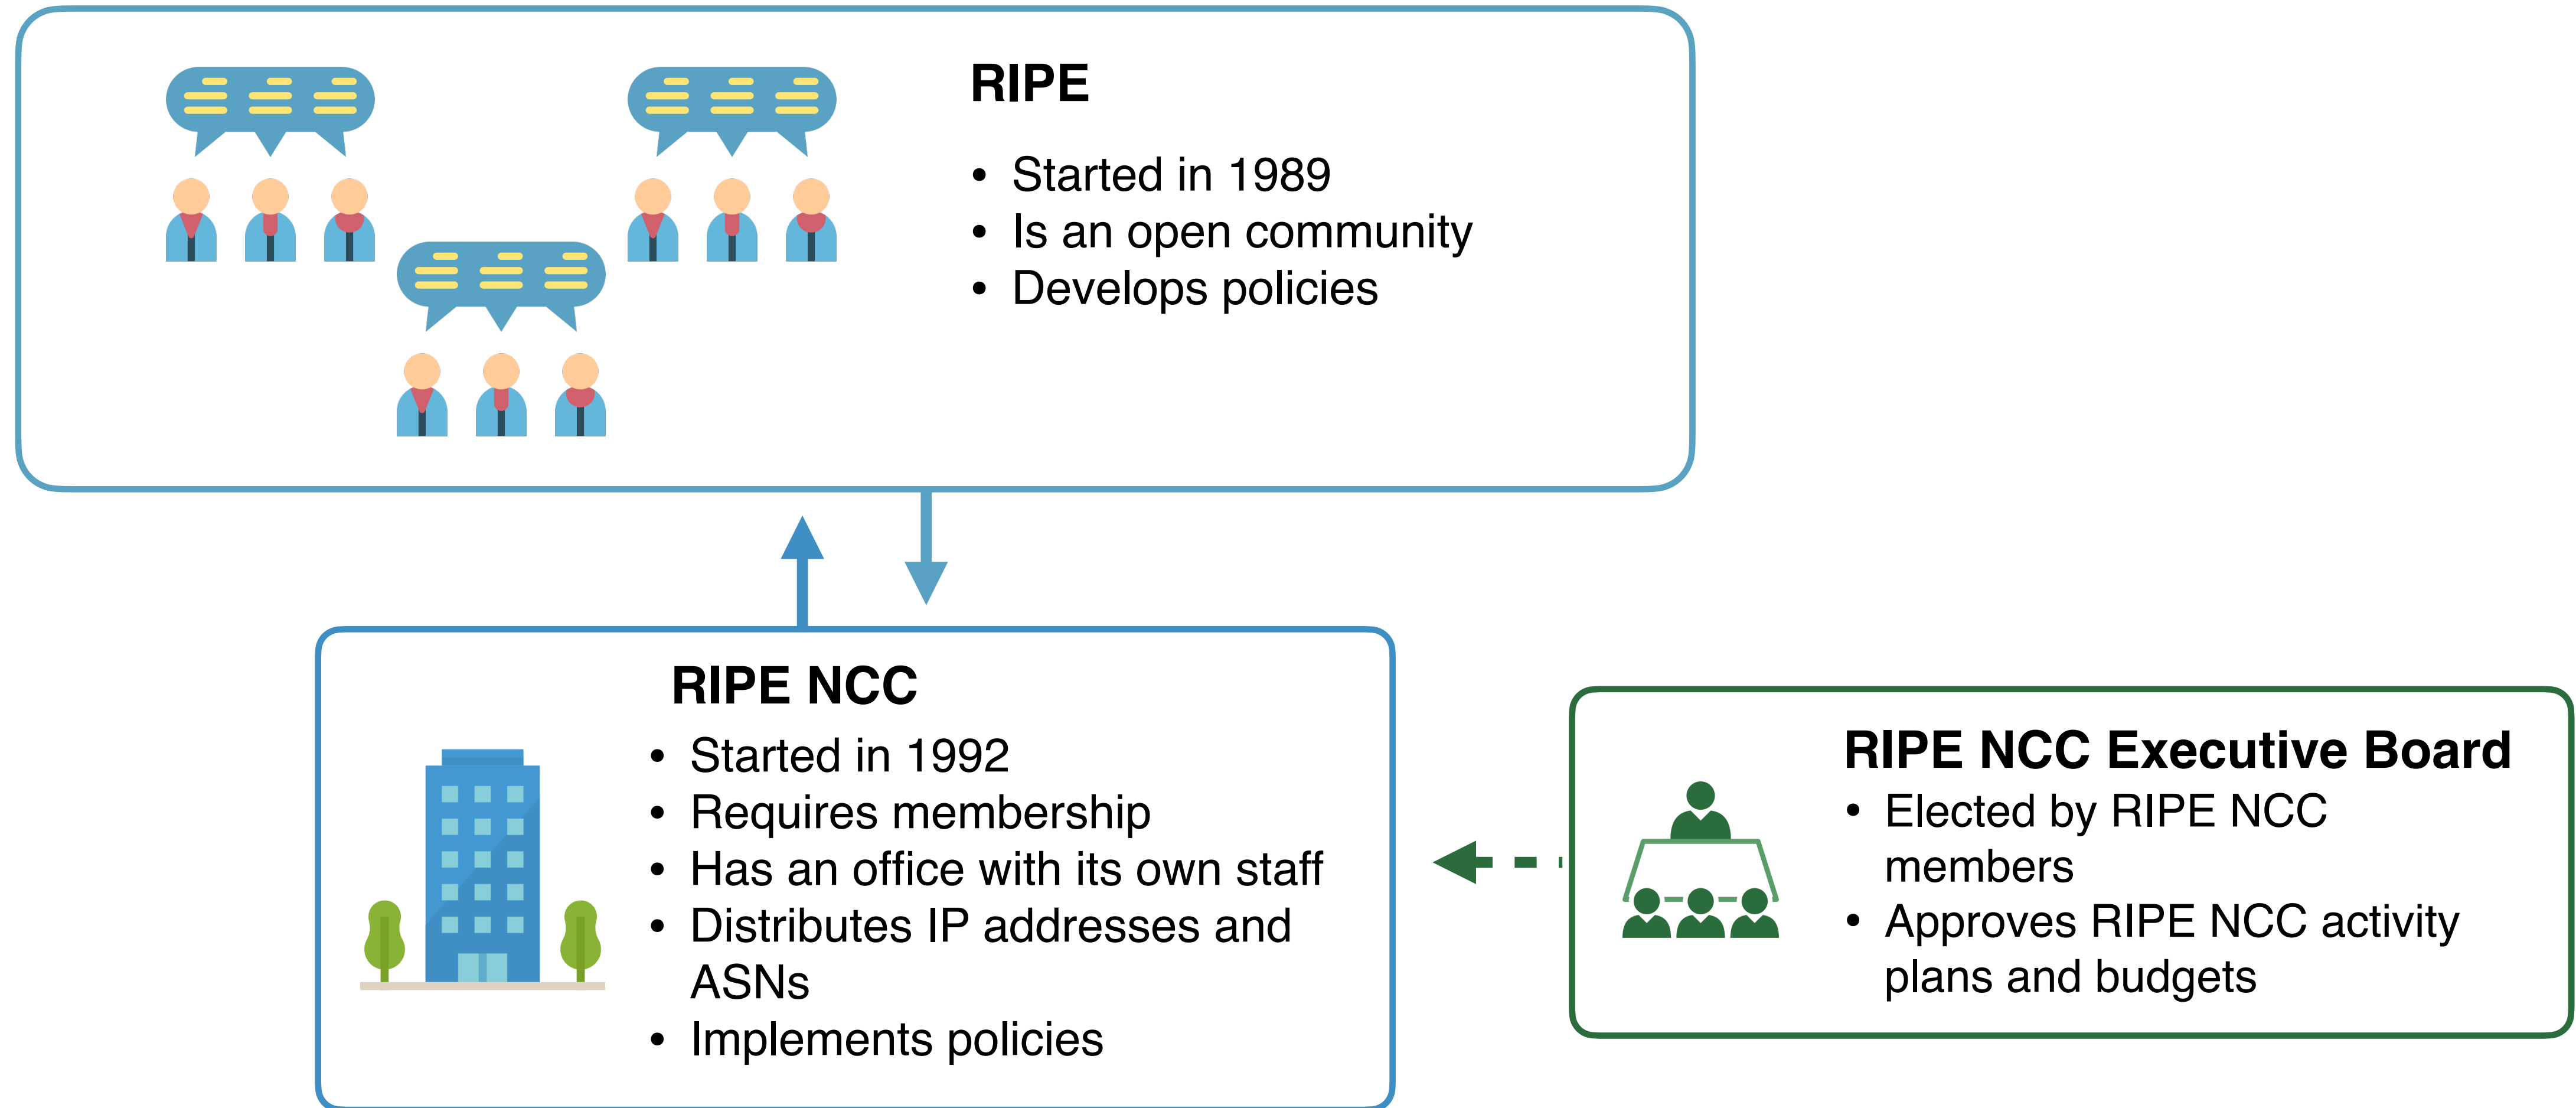 RIPE
• Started in 1989
• Is an open community
• Develops policies
RIPE NCC
• Started in 1992
• Requires membership
• Has an office with its own staff
• Distributes IP addresses and
ASNs
• Implements policies
RIPE NCC Executive Board
• Elected by RIPE NCC
members
• Approves RIPE NCC activity
plans and budgets